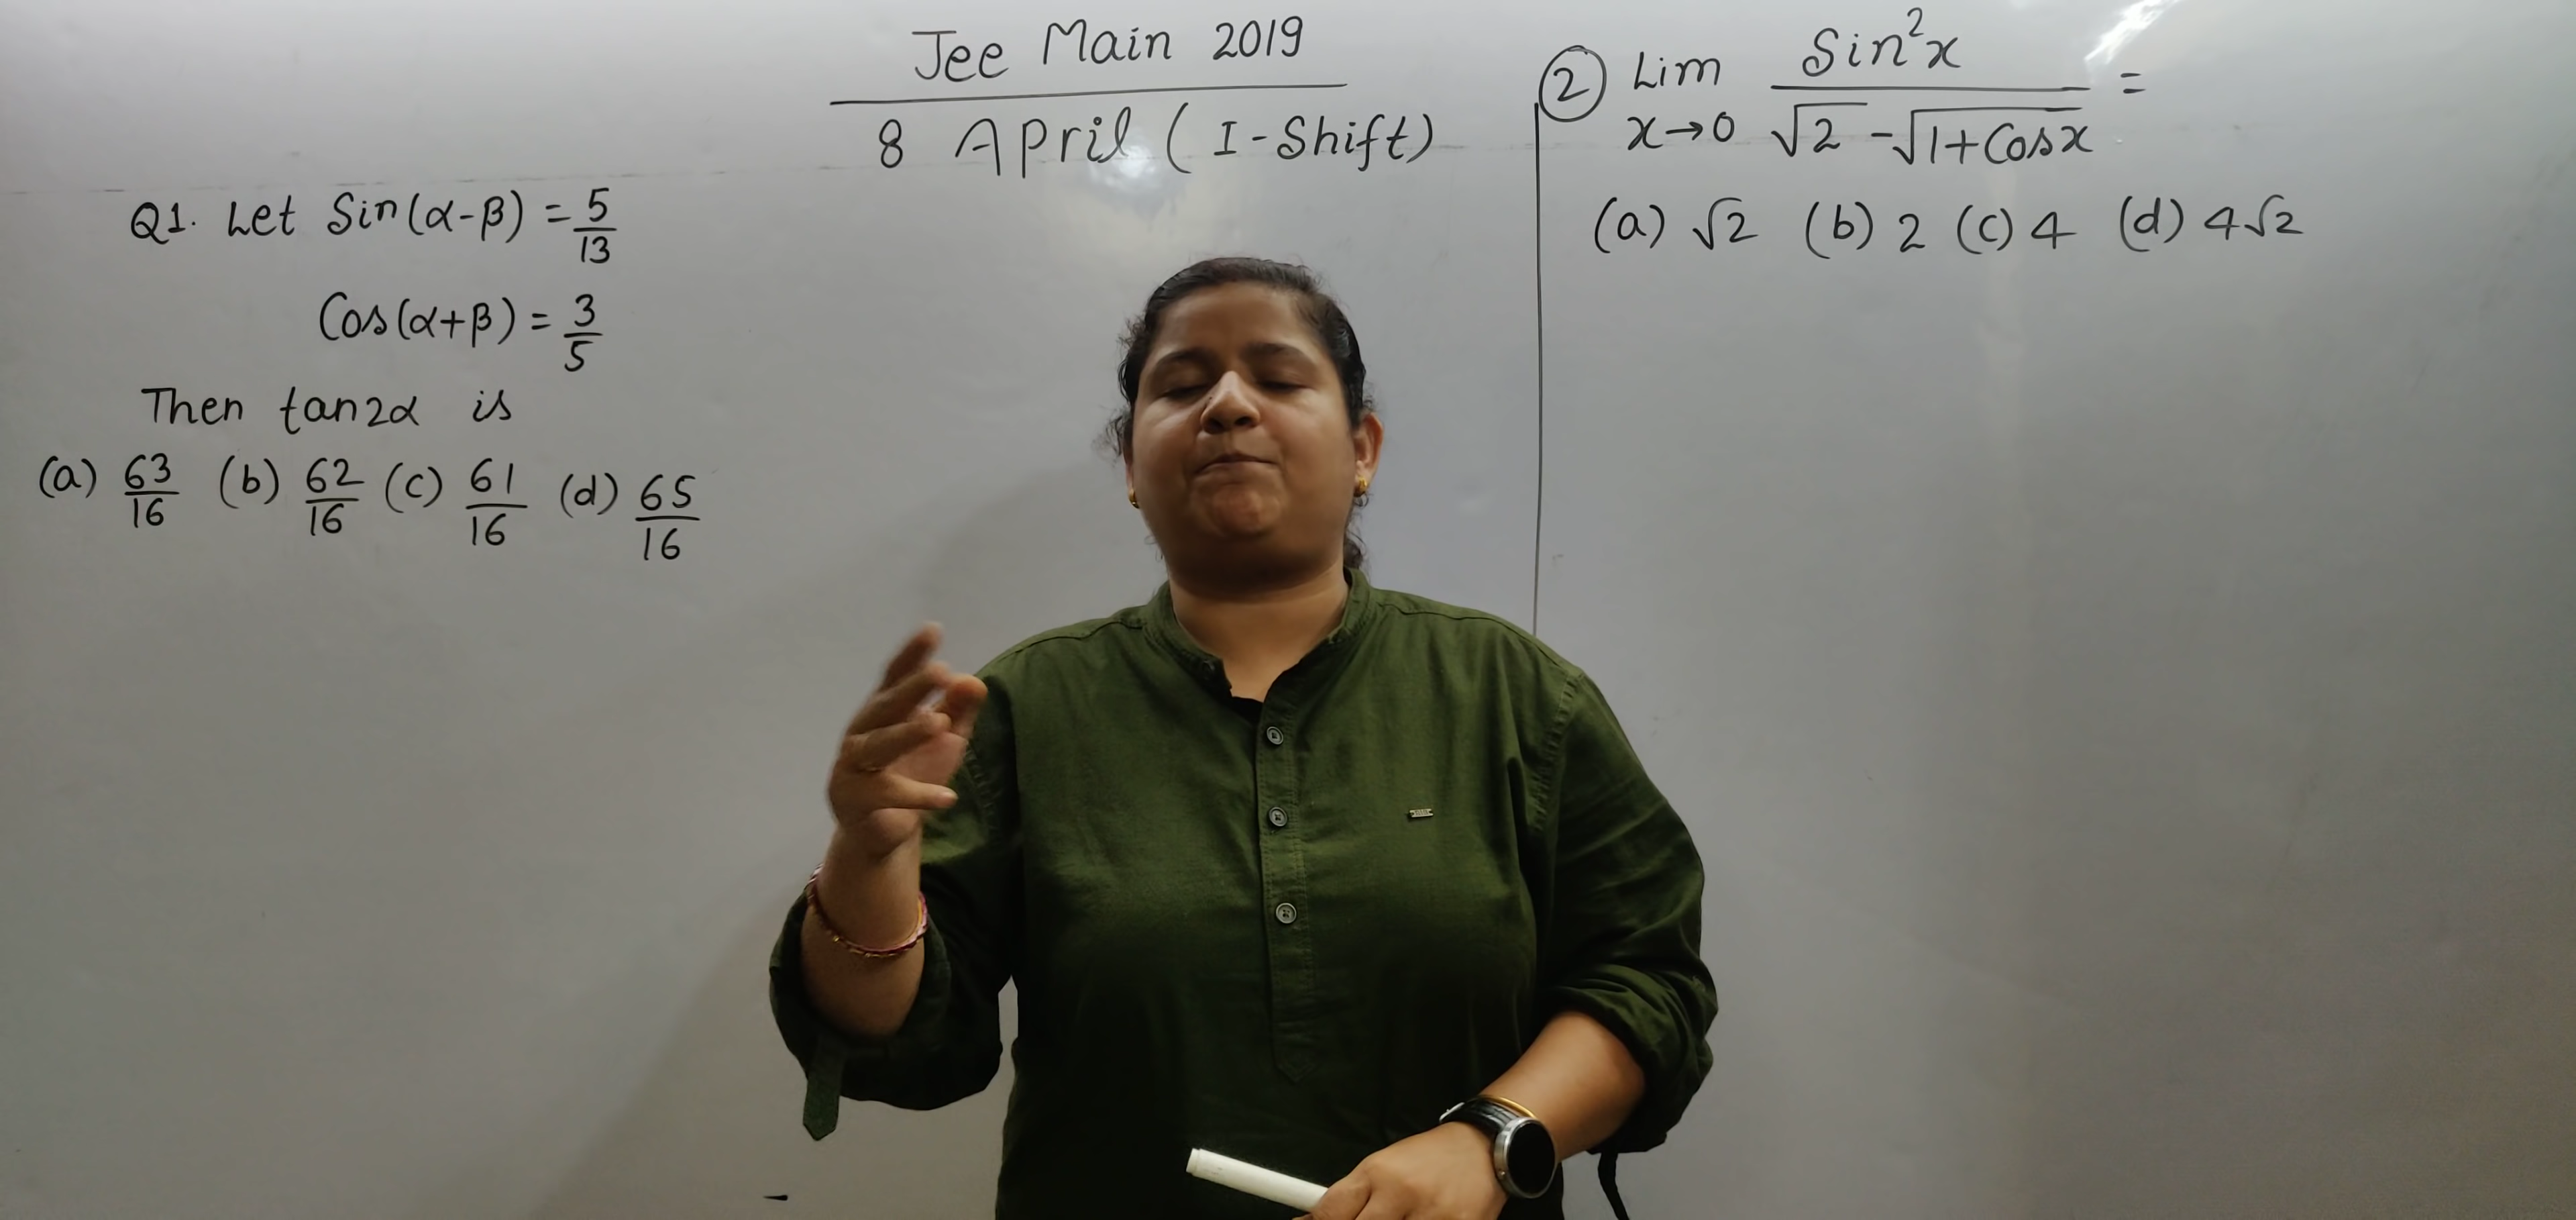 Jee Main 2019
8 April (I-Shift)
Q1. Let Sin(α-β) = 5/13
Cos(α+β) = 3/5
Then tan2α is
(a) 63/16 (b) 62/16 (c) 61/16 (d) 65/16
② Lim x→0 Sin²x / √2 - √1+Cosx =
(a) √2 (b) 2 (c) 4 (d) 4√2